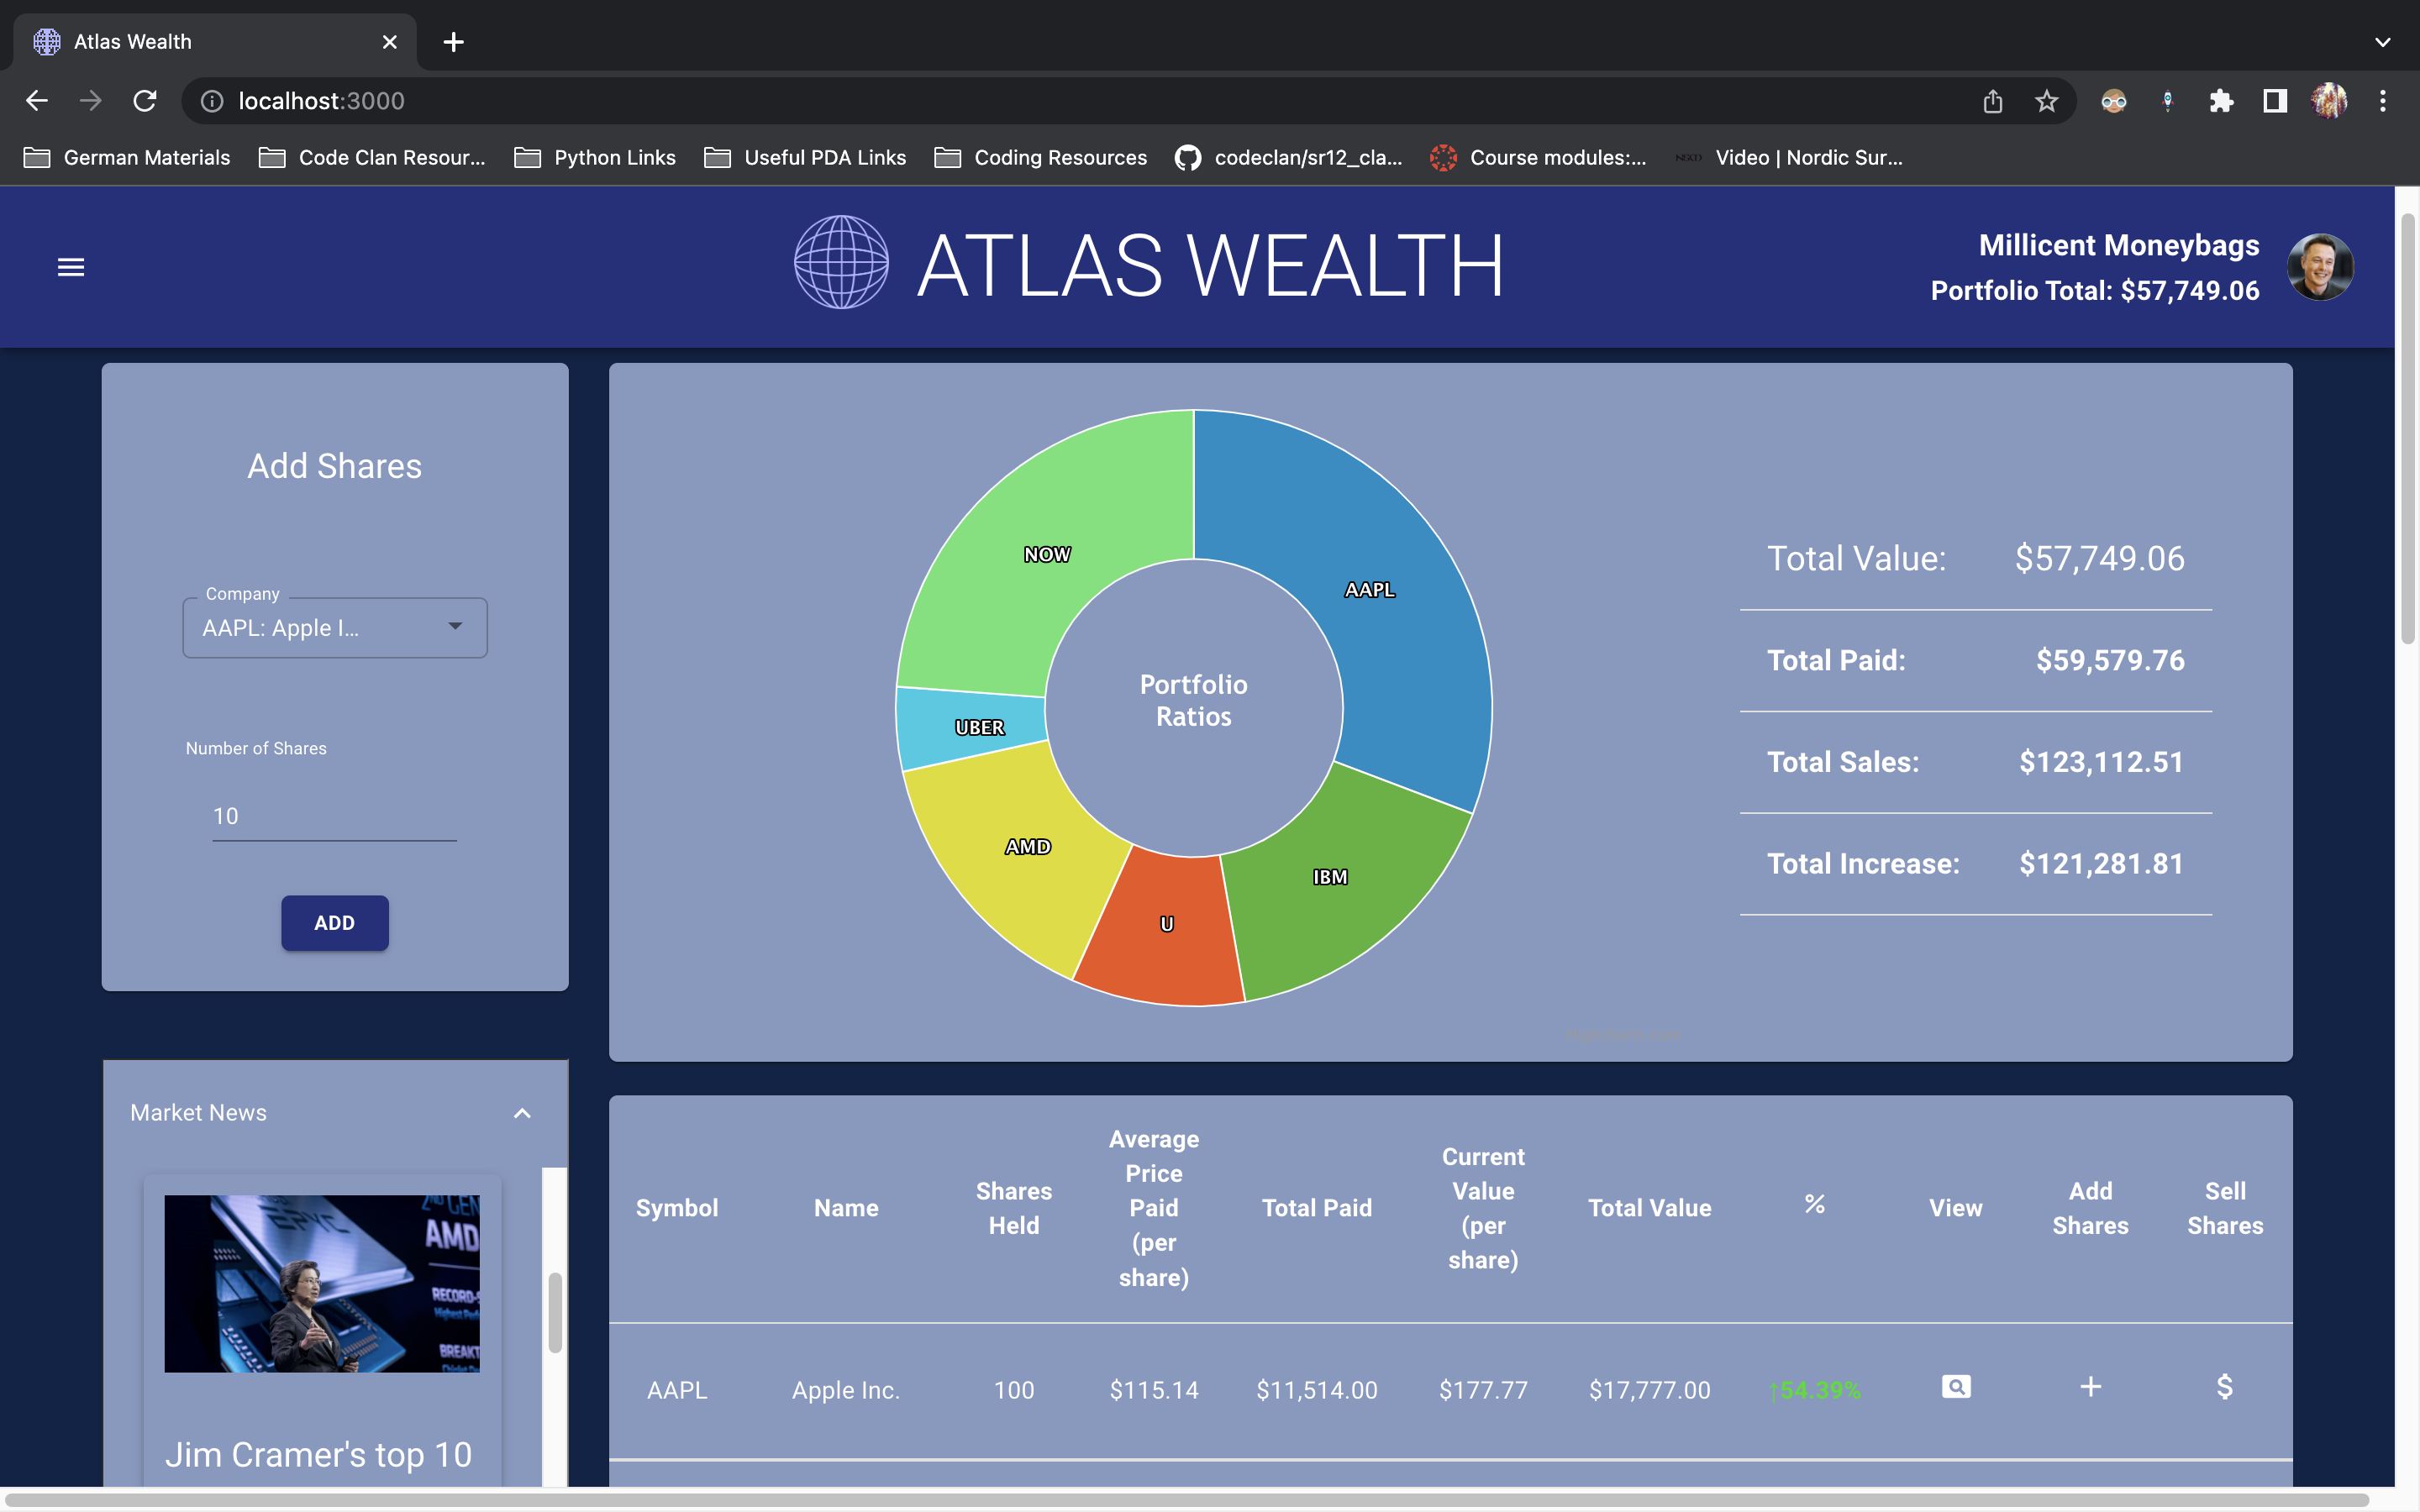 Atlas Wealth
localhost:3000
German Materials
Code Clan Resour...
Python Links
Useful PDA Links
Coding Resources
codeclan/sr12_cla...
Course modules:...
Video | Nordic Sur...
ATLAS WEALTH
Millicent Moneybags
Portfolio Total: $57,749.06
Add Shares
Company
AAPL: Apple I...
Number of Shares
10
ADD
NOW
AAPL
UBER
AMD
U
IBM
Portfolio
Ratios
Total Value: $57,749.06
Total Paid: $59,579.76
Total Sales: $123,112.51
Total Increase: $121,281.81
Market News
EPYC
2ND GEN
AMD
Jim Cramer's top 10
Symbol
Name
Shares
Held
Average
Price
Paid
(per
share)
Total Paid
Current
Value
(per
share)
Total Value
%
View
Add
Shares
Sell
Shares
AAPL Apple Inc. 100 $115.14 $11,514.00 $177.77 $17,777.00 ↑54.39% + $